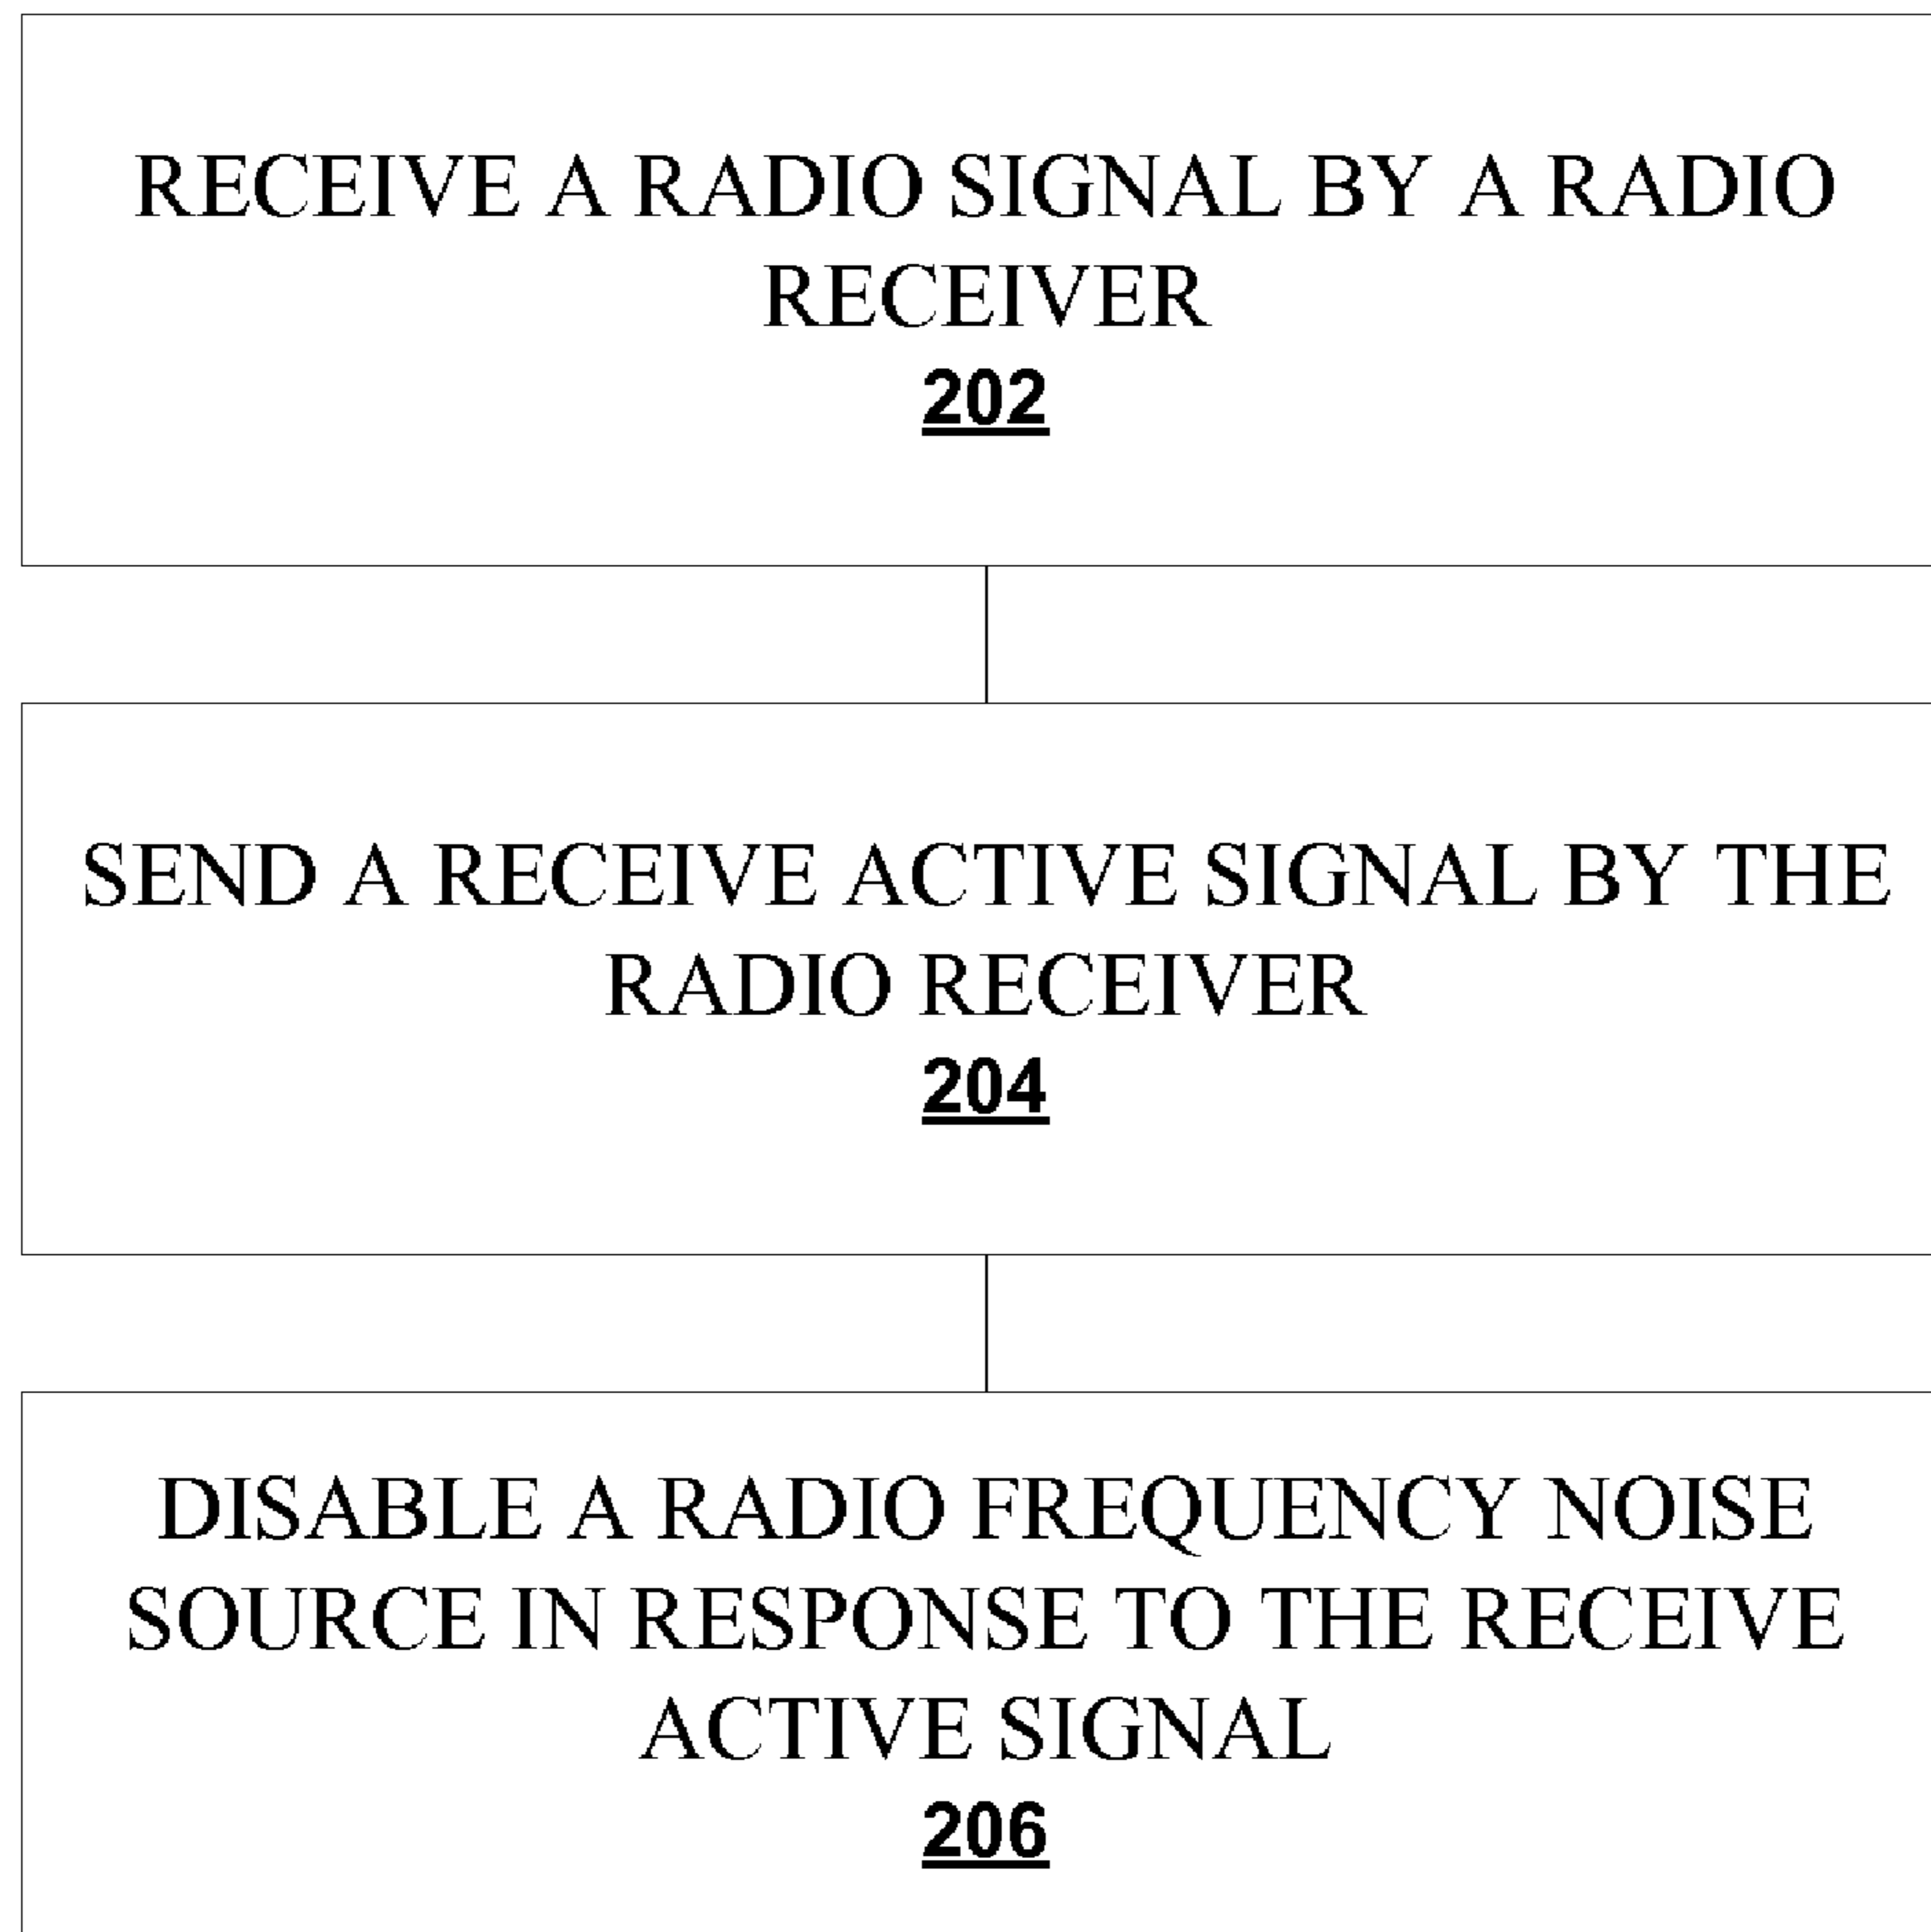 RECEIVE A RADIO SIGNAL BY A RADIO
RECEIVER
202
SEND A RECEIVE ACTIVE SIGNAL BY THE
RADIO RECEIVER
204
DISABLE A RADIO FREQUENCY NOISE
SOURCE IN RESPONSE TO THE RECEIVE
ACTIVE SIGNAL
206